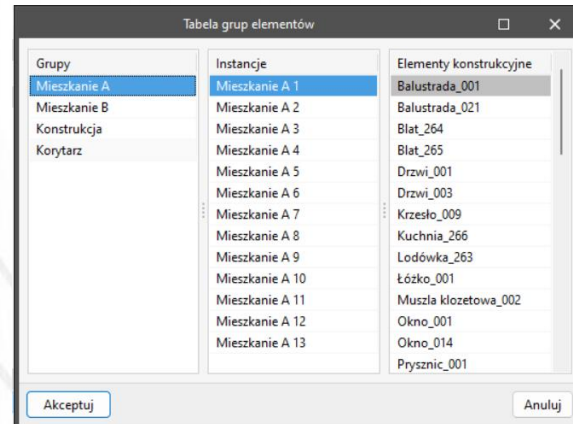 Tabela grup elementów
Grupy
Mieszkanie A
Mieszkanie B
Konstrukcja
Korytarz
Instancje
Mieszkanie A 1
Mieszkanie A 2
Mieszkanie A 3
Mieszkanie A 4
Mieszkanie A 5
Mieszkanie A 6
Mieszkanie A 7
Mieszkanie A 8
Mieszkanie A 9
Mieszkanie A 10
Mieszkanie A 11
Mieszkanie A 12
Mieszkanie A 13
Elementy konstrukcyjne
Balustrada_001
Balustrada_021
Blat_264
Blat_265
Drzwi_001
Drzwi_003
Krzesło_009
Kuchnia_266
Lodówka_263
Łóżko_001
Muszla klozetowa_002
Okno_001
Okno_014
Prysznic_001
Akceptuj
Anuluj